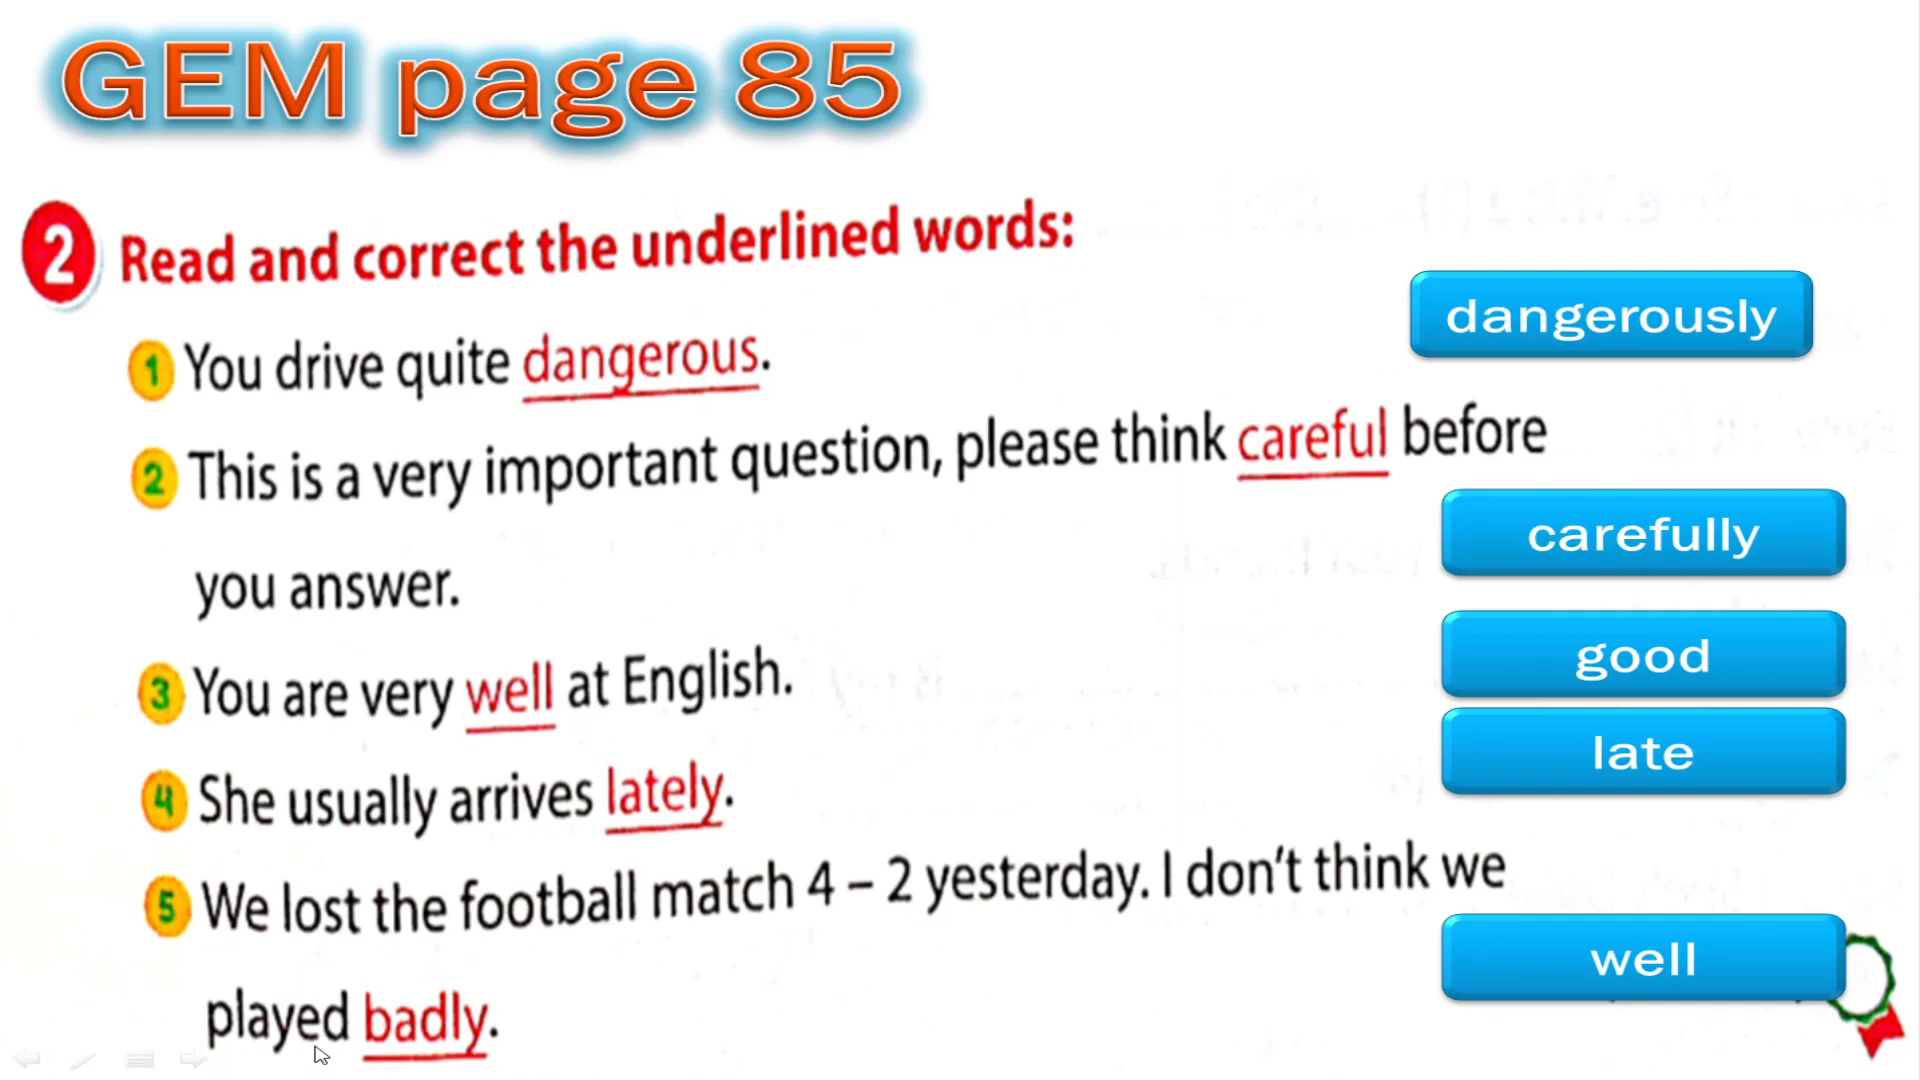 GEM page 85
2 Read and correct the underlined words:
dangerously
1 You drive quite dangerous.
2 This is a very important question, please think careful before
carefully
you answer.
good
3 You are very well at English.
late
4 She usually arrives lately.
5 We lost the football match 4 – 2 yesterday. I don't think we
well
played badly.